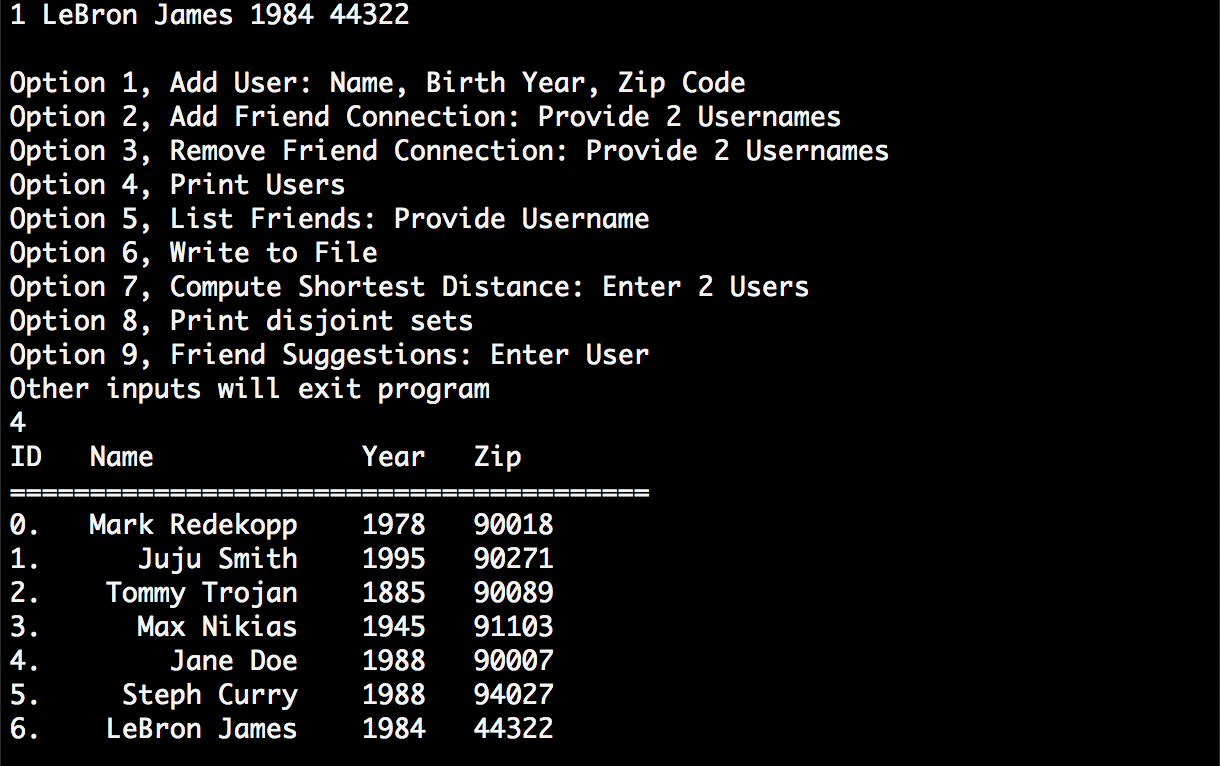 1 LeBron James 1984 44322
Option 1, Add User: Name, Birth Year, Zip Code
Option 2, Add Friend Connection: Provide 2 Usernames
Option 3, Remove Friend Connection: Provide 2 Usernames
Option 4, Print Users
Option 5, List Friends: Provide Username
Option 6, Write to File
Option 7, Compute Shortest Distance: Enter 2 Users
Option 8, Print disjoint sets
Option 9, Friend Suggestions: Enter User
Other inputs will exit program
4
ID   Name             Year   Zip
========================================
0.   Mark Redekopp    1978   90018
1.      Juju Smith    1995   90271
2.    Tommy Trojan    1885   90089
3.      Max Nikias    1945   91103
4.        Jane Doe    1988   90007
5.     Steph Curry    1988   94027
6.    LeBron James    1984   44322